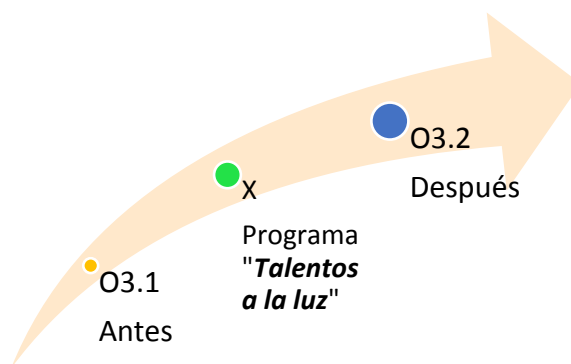 O3.1
Antes
X
Programa
"Talentos
a la luz"
O3.2
Después